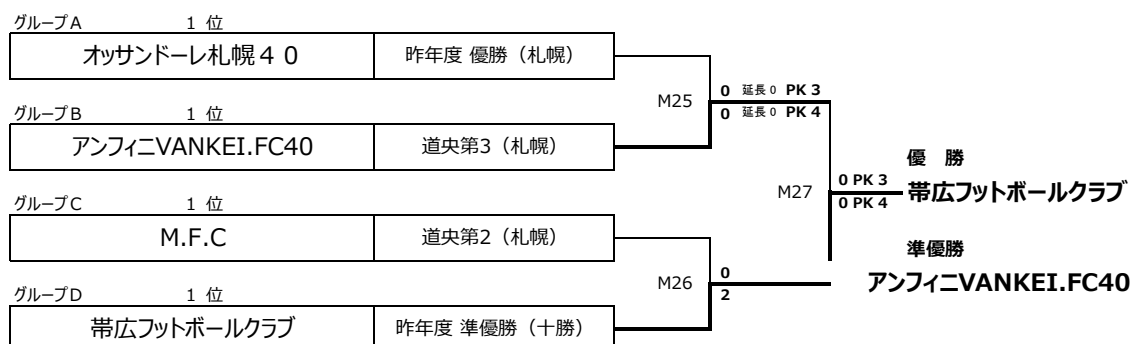 グループA 1 位
オッサンドーレ札幌40 昨年度 優勝（札幌）
M25 0 延長 0 PK 3
0 延長 0 PK 4
グループB 1 位
アンフィニVANKEI.FC40 道央第3（札幌）
優 勝
M27 0 PK 3 帯広フットボールクラブ
0 PK 4
グループC 1 位
M.F.C 道央第2（札幌）
準優勝
M26 0
2
アンフィニVANKEI.FC40
グループD 1 位
帯広フットボールクラブ 昨年度 準優勝（十勝）